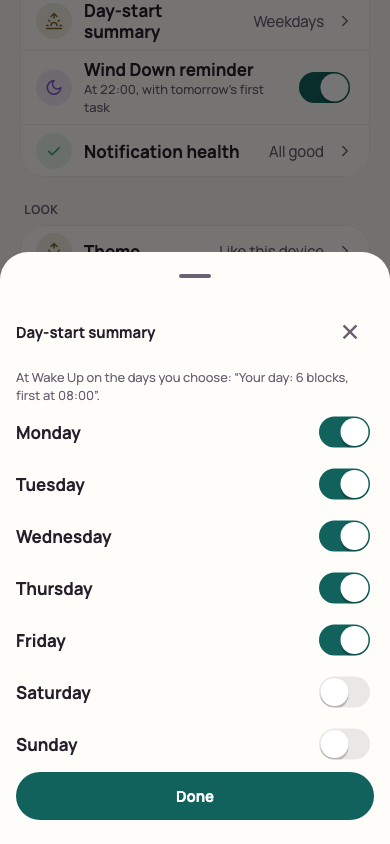 Day-start
summary
Weekdays
Wind Down reminder
At 22:00, with tomorrow's first
task
Notification health
All good
LOOK
Theme
Like this device
Day-start summary
At Wake Up on the days you choose: “Your day: 6 blocks,
first at 08:00”.
Monday
Tuesday
Wednesday
Thursday
Friday
Saturday
Sunday
Done